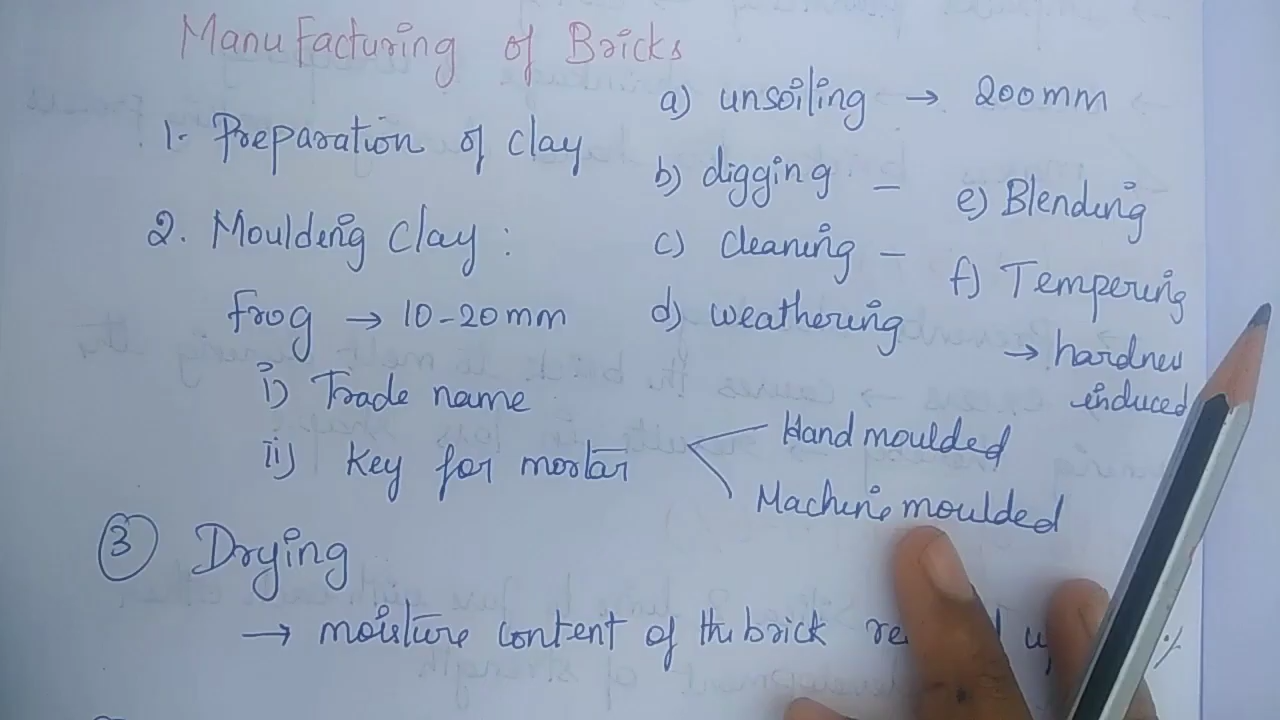 Manufacturing of Bricks
1. Preparation of clay
a) unsoiling → 200mm
b) digging –
c) cleaning –
d) weathering
e) Blending
f) Tempering
→ hardness
induced
2. Moulding Clay :
frog → 10-20mm
i) Trade name
ii) Key for mortar
Hand moulded
Machine moulded
③ Drying
→ moisture content of the brick